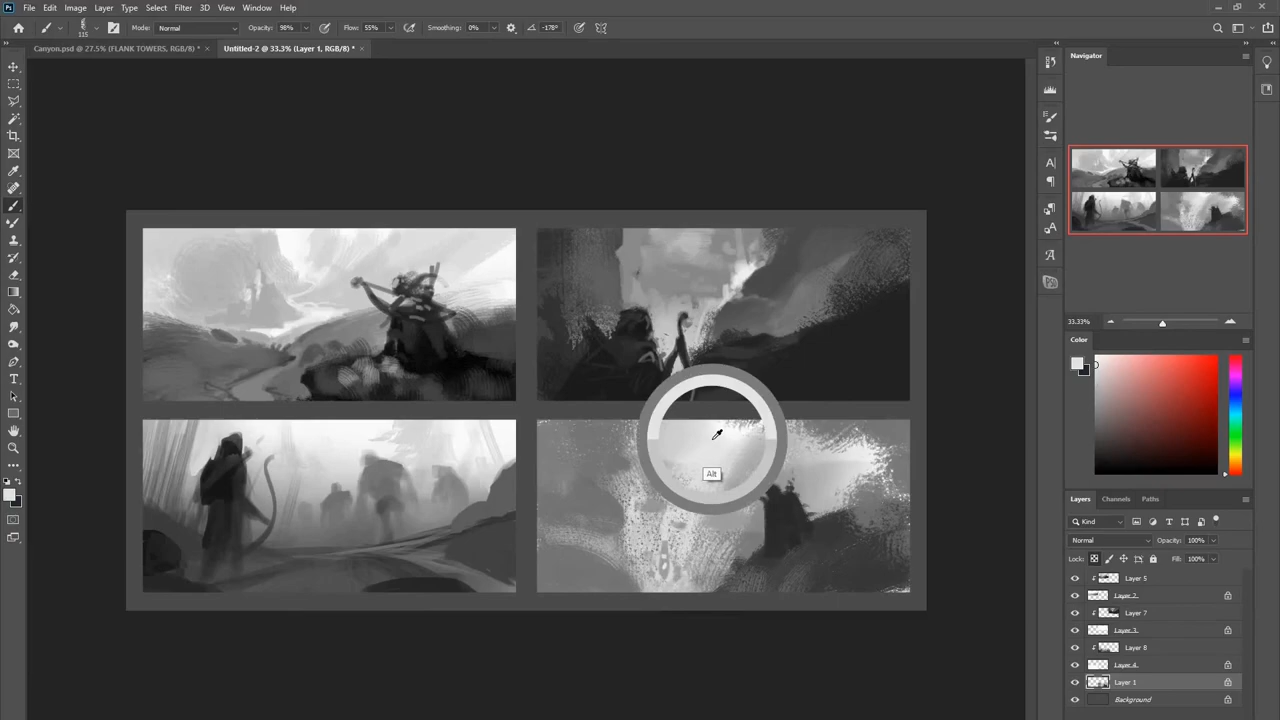 Ps File Edit Image Layer Type Select Filter 3D View Window Help
115 Mode: Normal Opacity: 98% Flow: 55% Smoothing: 0% -178°
Canyon.psd @ 27.5% (FLANK TOWERS, RGB/8) * × Untitled-2 @ 33.3% (Layer 1, RGB/8) * ×
Navigator
33.33%
Color
Alt
Layers Channels Paths
Kind
Normal Opacity: 100%
Lock: Fill: 100%
Layer 5
Layer 2
Layer 7
Layer 3
Layer 8
Layer 4
Layer 1
Background